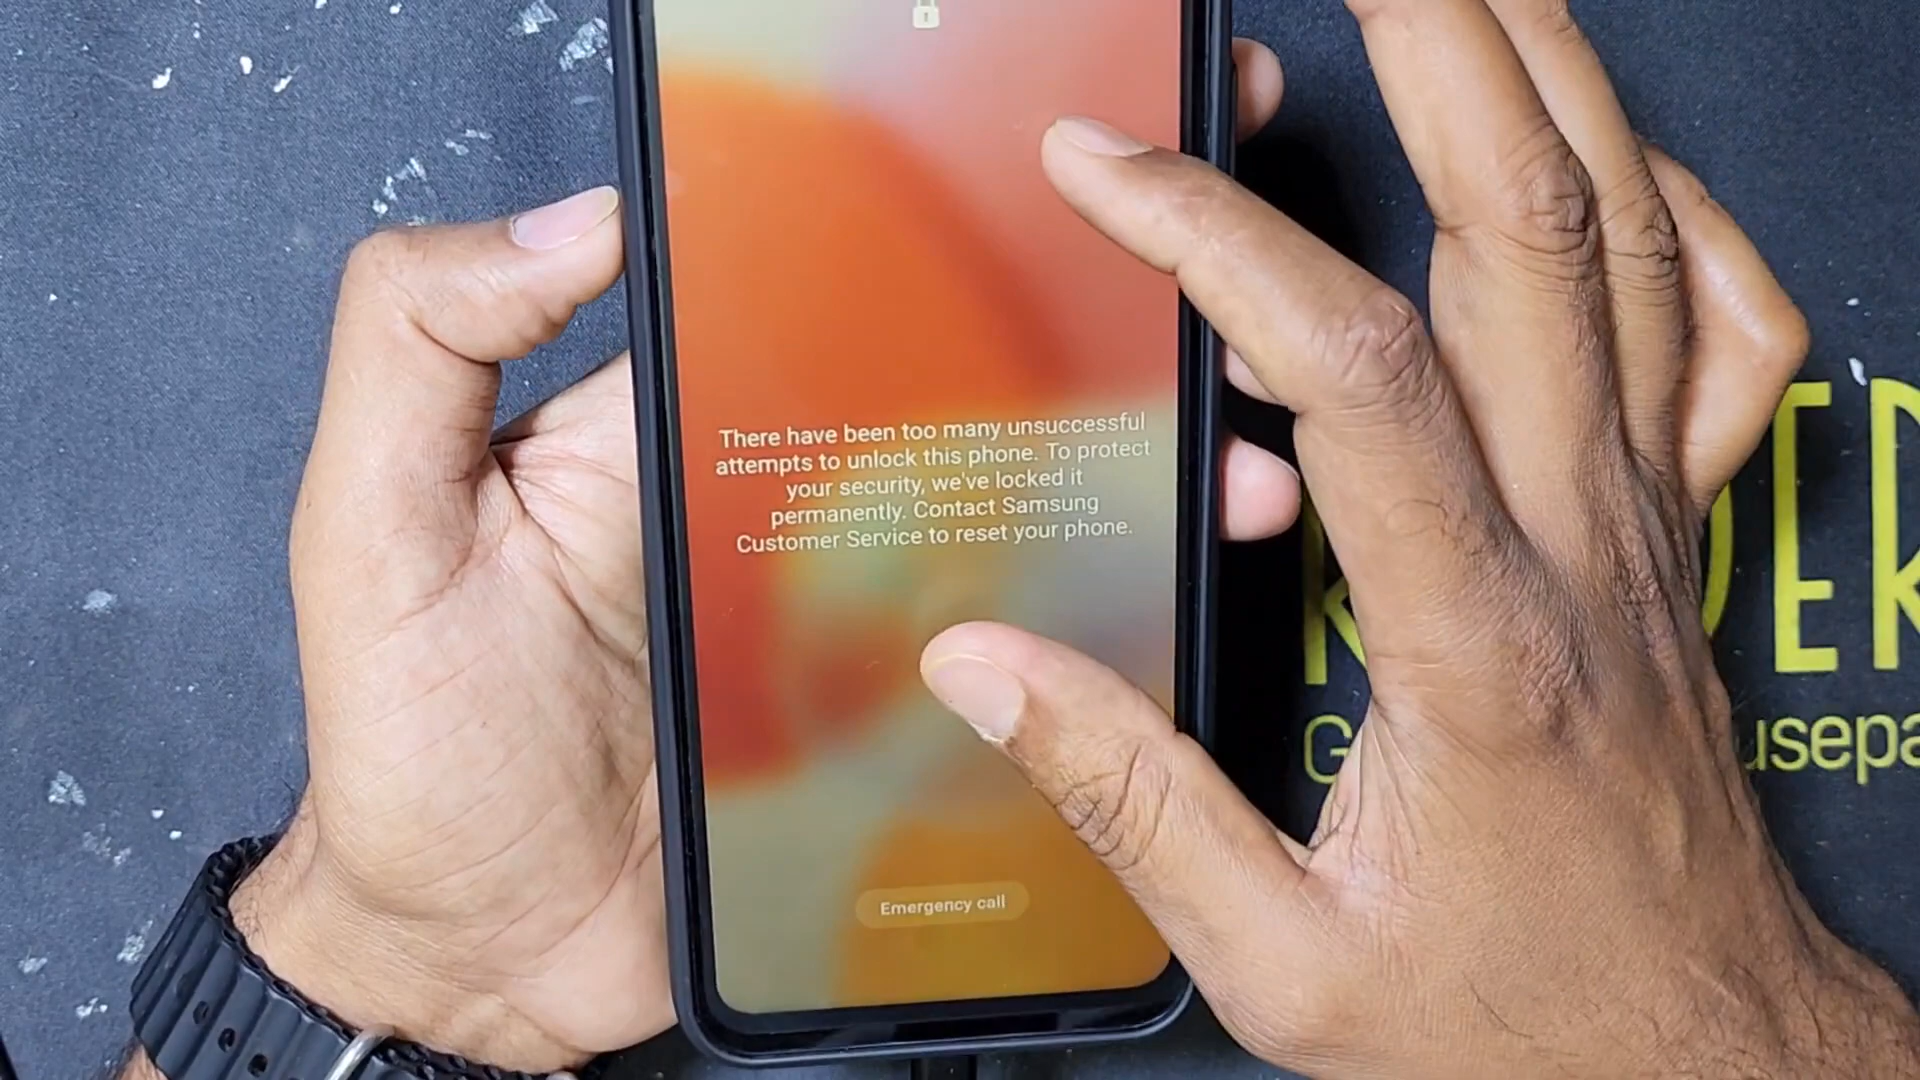 There have been too many unsuccessful
attempts to unlock this phone. To protect
your security, we've locked it
permanently. Contact Samsung
Customer Service to reset your phone.
Emergency call